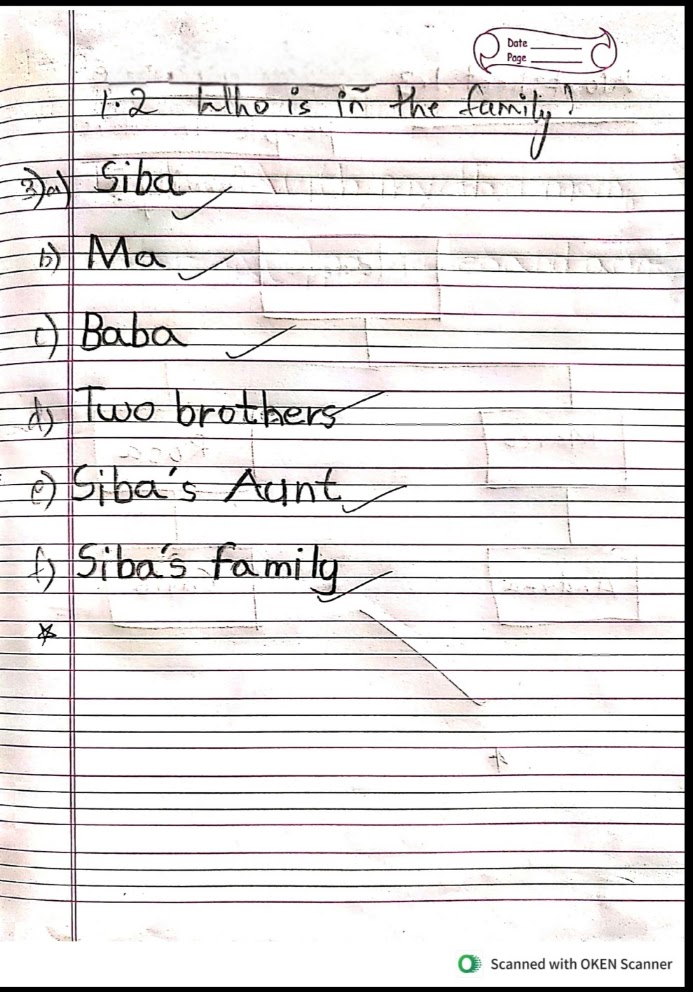 Date
Page
1.2 Who is in the family?
3)a) Siba
b) Ma
c) Baba
d) Two brothers
e) Siba's Aunt
f) Siba's family
Scanned with OKEN Scanner